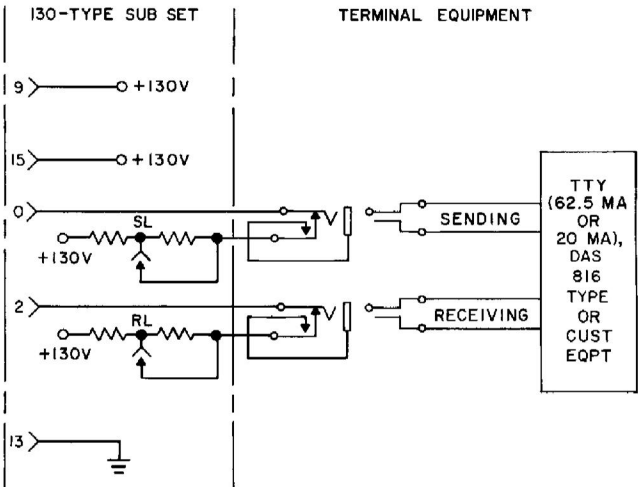 130-TYPE SUB SET
TERMINAL EQUIPMENT
9
+130V
15
+130V
0
SL
+130V
SENDING
2
RL
+130V
RECEIVING
13
TTY
(62.5 MA
OR
20 MA),
DAS
816
TYPE
OR
CUST
EQPT